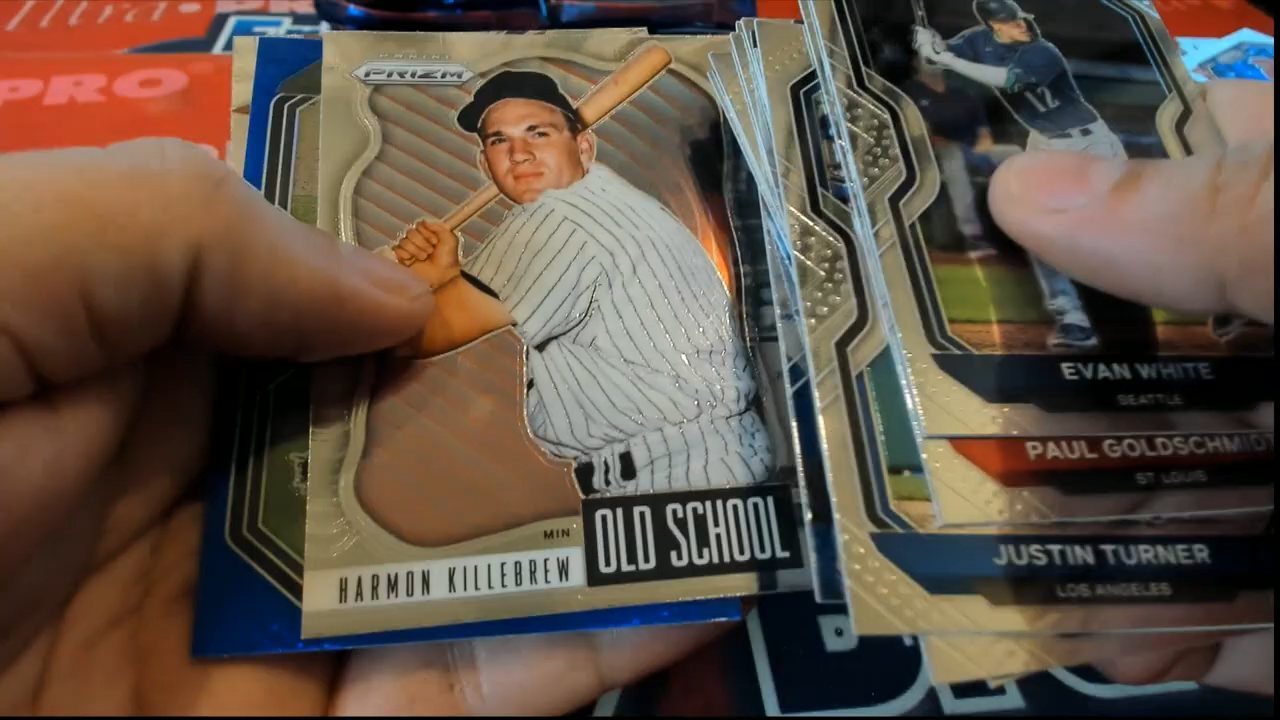 PRO
PANINI
PRIZM
12
EVAN WHITE
SEATTLE
PAUL GOLDSCHMIDT
ST LOUIS
JUSTIN TURNER
LOS ANGELES
MIN
OLD SCHOOL
HARMON KILLEBREW